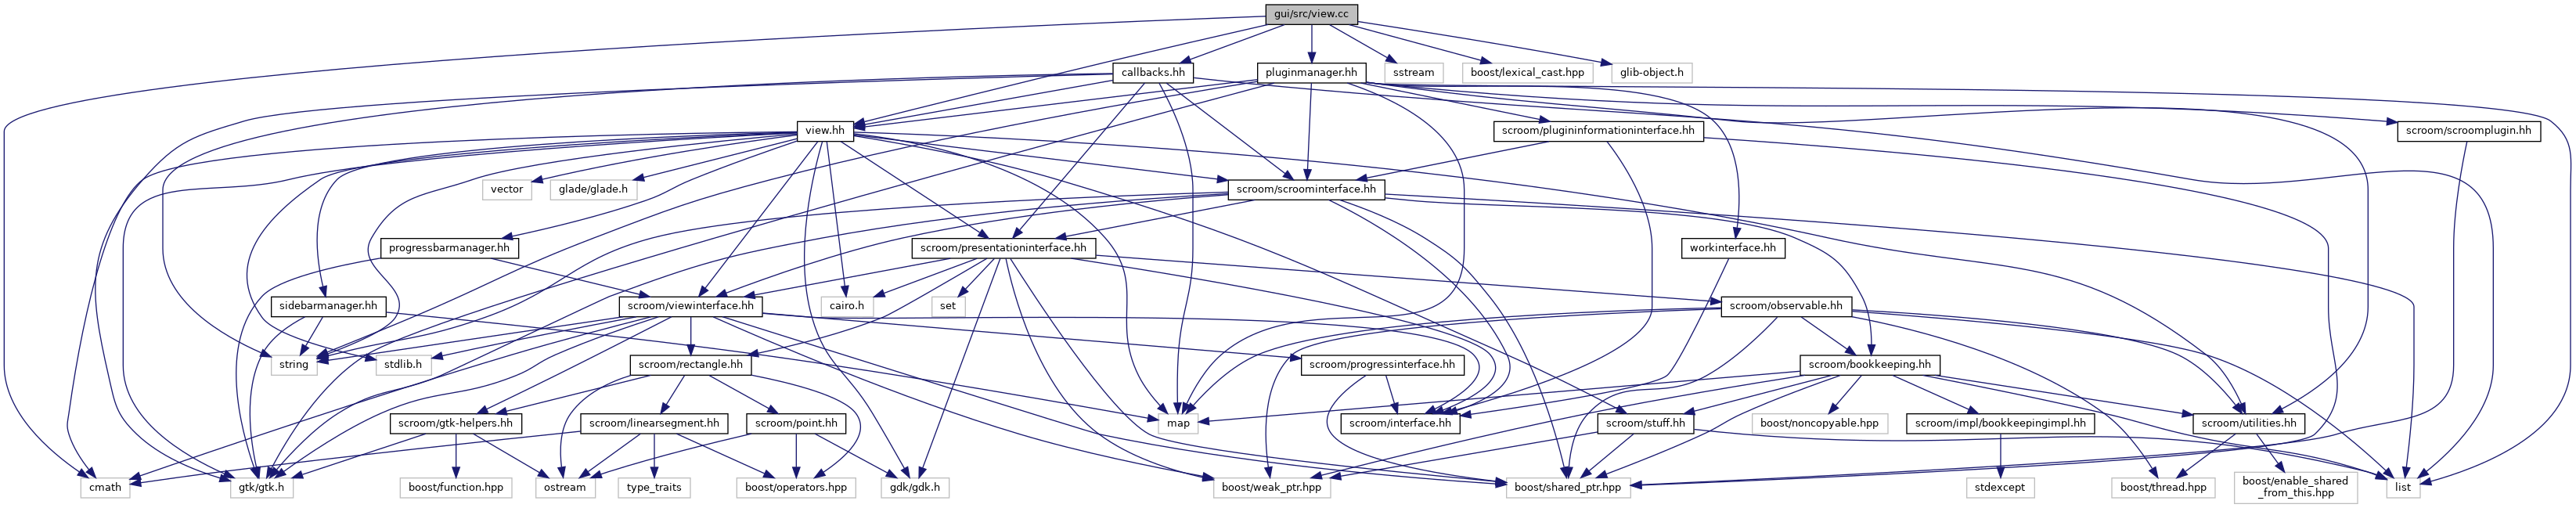 gui/src/view.cc
callbacks.hh
pluginmanager.hh
sstream
boost/lexical_cast.hpp
glib-object.h
view.hh
scroom/plugininformationinterface.hh
scroom/scroomplugin.hh
vector
glade/glade.h
scroom/scroominterface.hh
progressbarmanager.hh
scroom/presentationinterface.hh
workinterface.hh
sidebarmanager.hh
scroom/viewinterface.hh
cairo.h
set
scroom/observable.hh
string
stdlib.h
scroom/rectangle.hh
scroom/progressinterface.hh
scroom/bookkeeping.hh
scroom/gtk-helpers.hh
scroom/linearsegment.hh
scroom/point.hh
map
scroom/interface.hh
scroom/stuff.hh
boost/noncopyable.hpp
scroom/impl/bookkeepingimpl.hh
scroom/utilities.hh
cmath
gtk/gtk.h
boost/function.hpp
ostream
type_traits
boost/operators.hpp
gdk/gdk.h
boost/weak_ptr.hpp
boost/shared_ptr.hpp
stdexcept
boost/thread.hpp
boost/enable_shared
_from_this.hpp
list